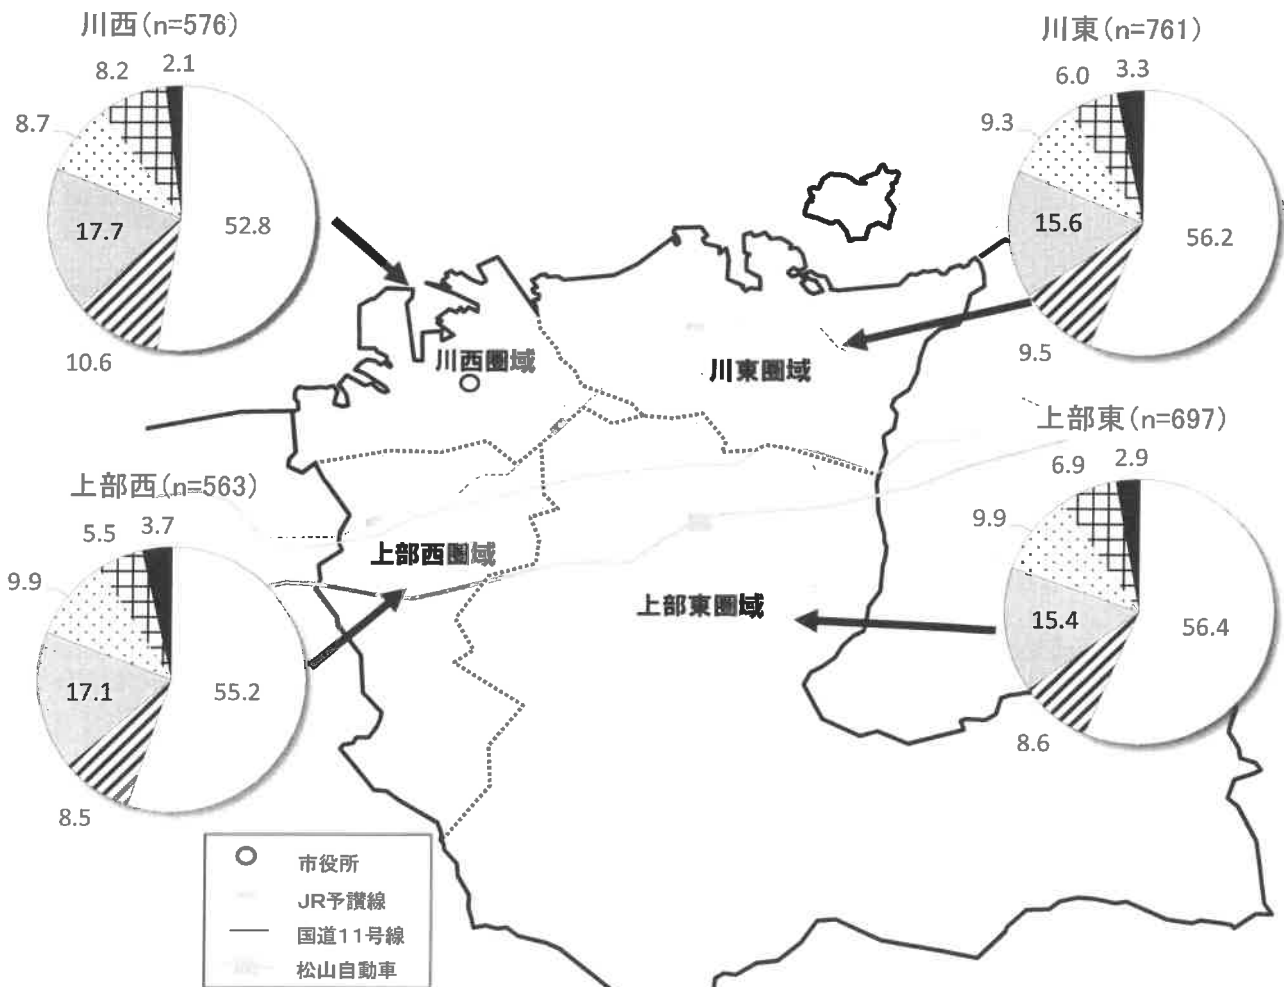 川西(n=576)
8.2
2.1
8.7
52.8
17.7
10.6
川東(n=761)
6.0
3.3
9.3
56.2
15.6
9.5
川西圏域
川東圏域
上部西(n=563)
5.5
3.7
9.9
55.2
17.1
8.5
上部東(n=697)
6.9
2.9
9.9
56.4
15.4
8.6
上部西圏域
上部東圏域
市役所
JR予讃線
国道11号線
松山自動車